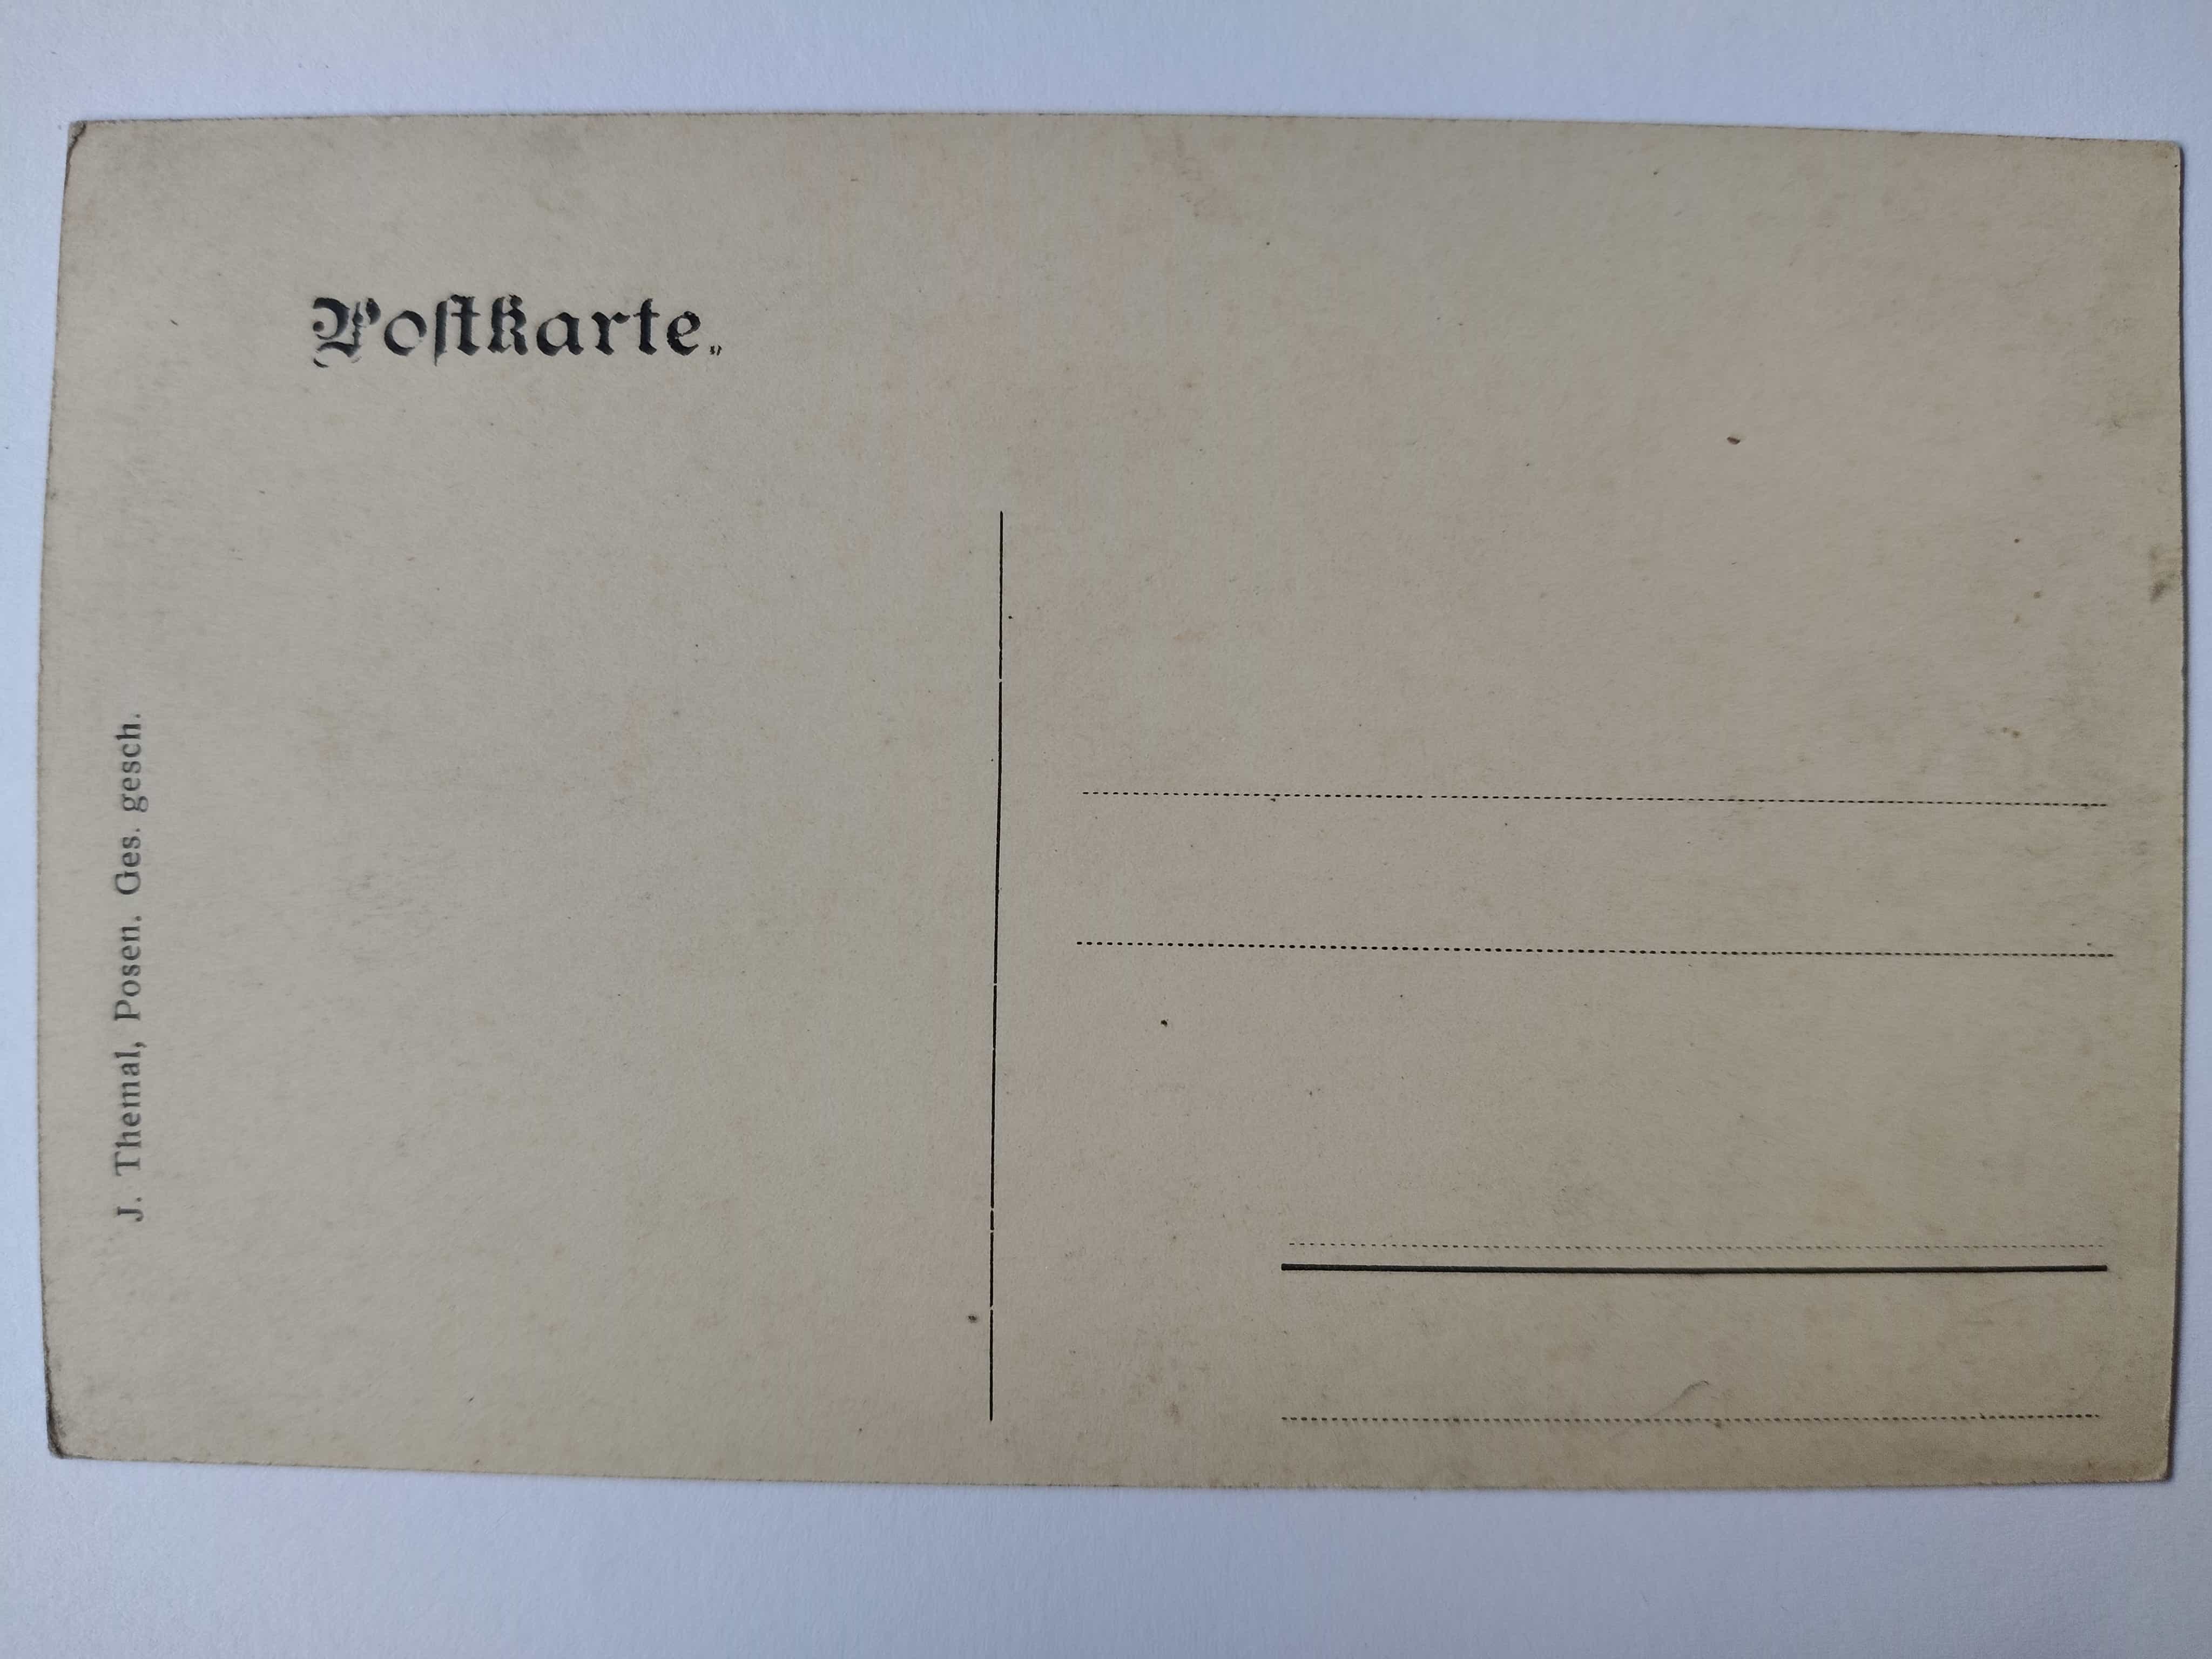 Postkarte.
J. Themal, Posen. Ges. gesch.